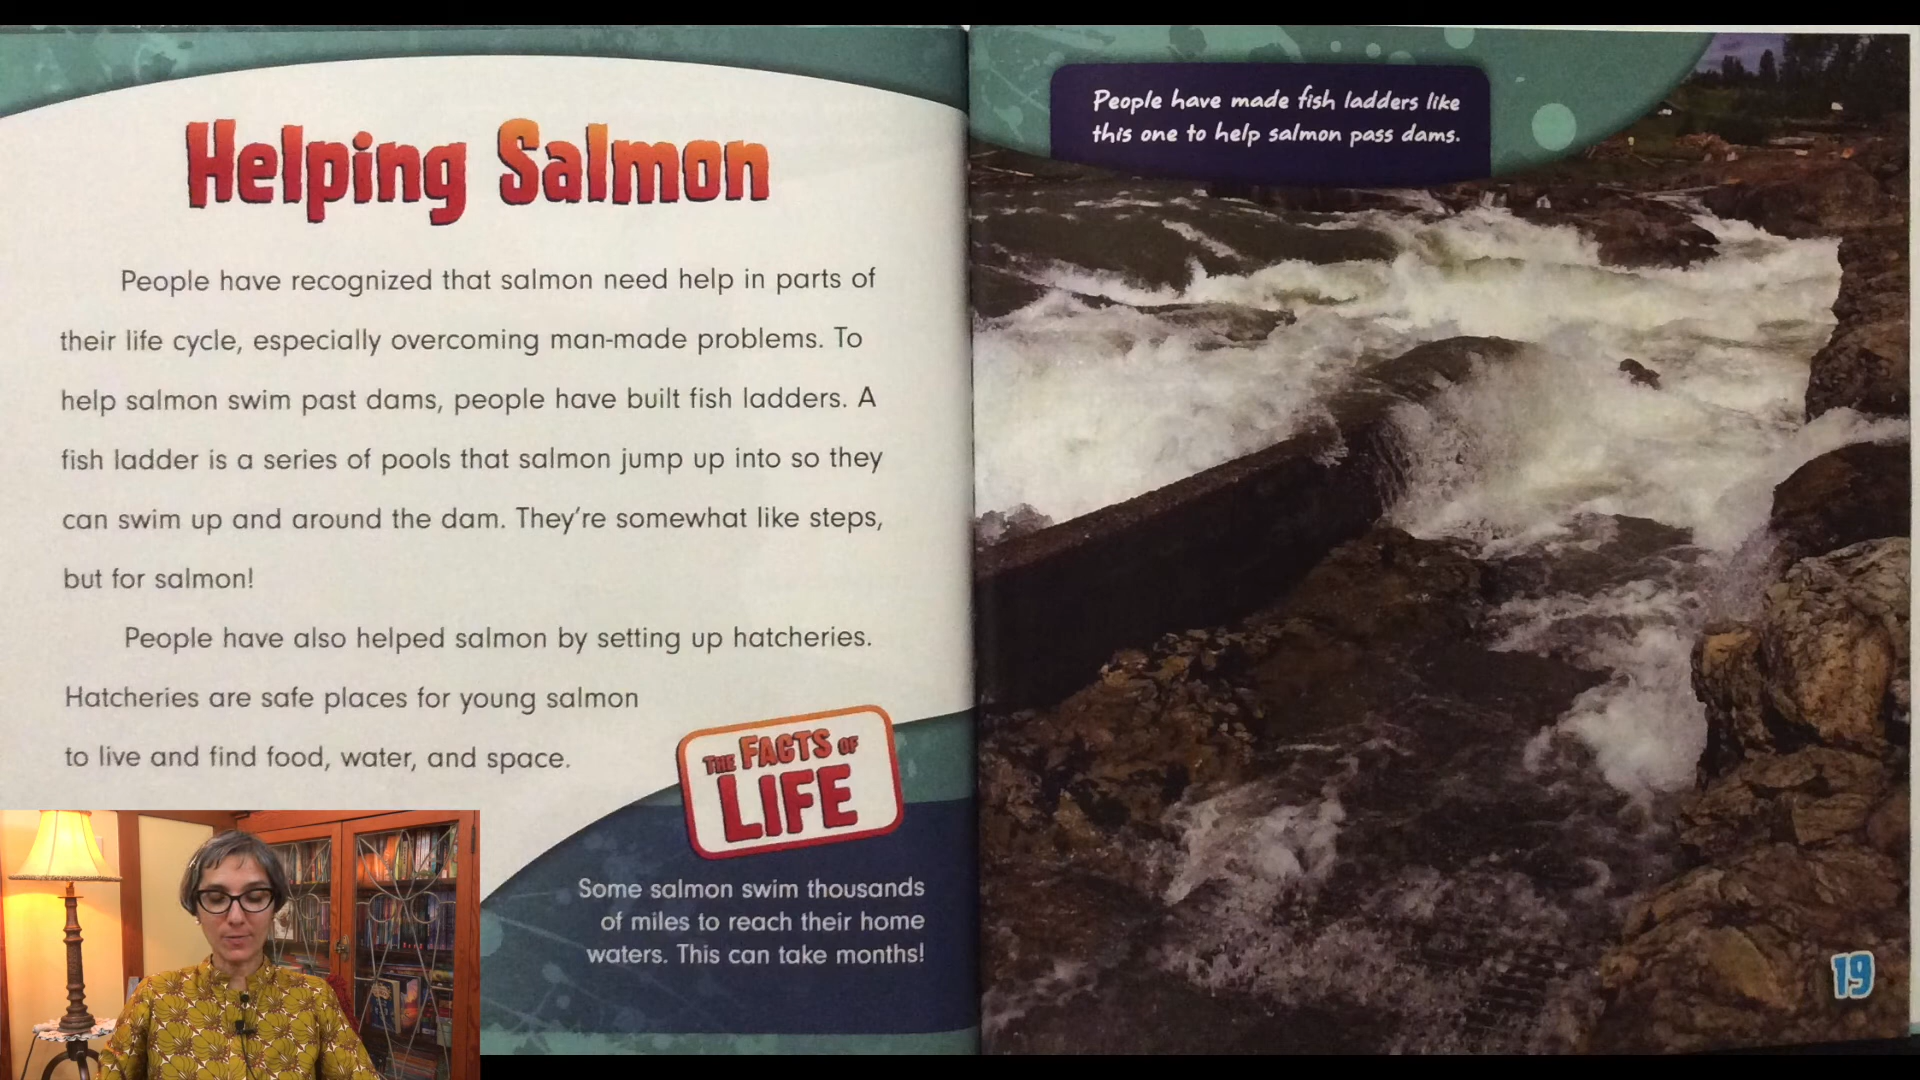 Helping Salmon
People have recognized that salmon need help in parts of
their life cycle, especially overcoming man-made problems. To
help salmon swim past dams, people have built fish ladders. A
fish ladder is a series of pools that salmon jump up into so they
can swim up and around the dam. They're somewhat like steps,
but for salmon!
People have also helped salmon by setting up hatcheries.
Hatcheries are safe places for young salmon
to live and find food, water, and space.
THE FACTS OF
LIFE
Some salmon swim thousands
of miles to reach their home
waters. This can take months!
People have made fish ladders like
this one to help salmon pass dams.
19